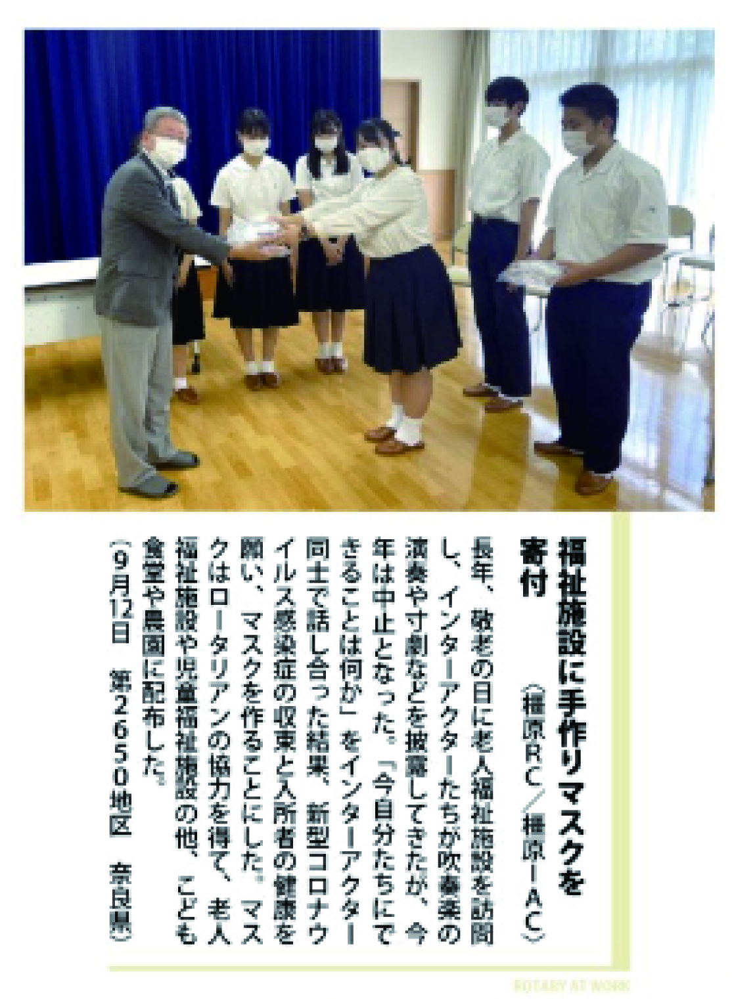 福祉施設に手作りマスクを
寄付　　（橿原RC／橿原IAC）
長年、敬老の日に老人福祉施設を訪問
し、インターアクターたちが吹奏楽の
演奏や寸劇などを披露してきたが、今
年は中止となった。「今自分たちにで
きることは何か」をインターアクター
同士で話し合った結果、新型コロナウ
イルス感染症の収束と入所者の健康を
願い、マスクを作ることにした。マス
クはロータリアンの協力を得て、老人
福祉施設や児童福祉施設の他、こども
食堂や農園に配布した。
（9月12日　第2650地区　奈良県）
ROTARY AT WORK